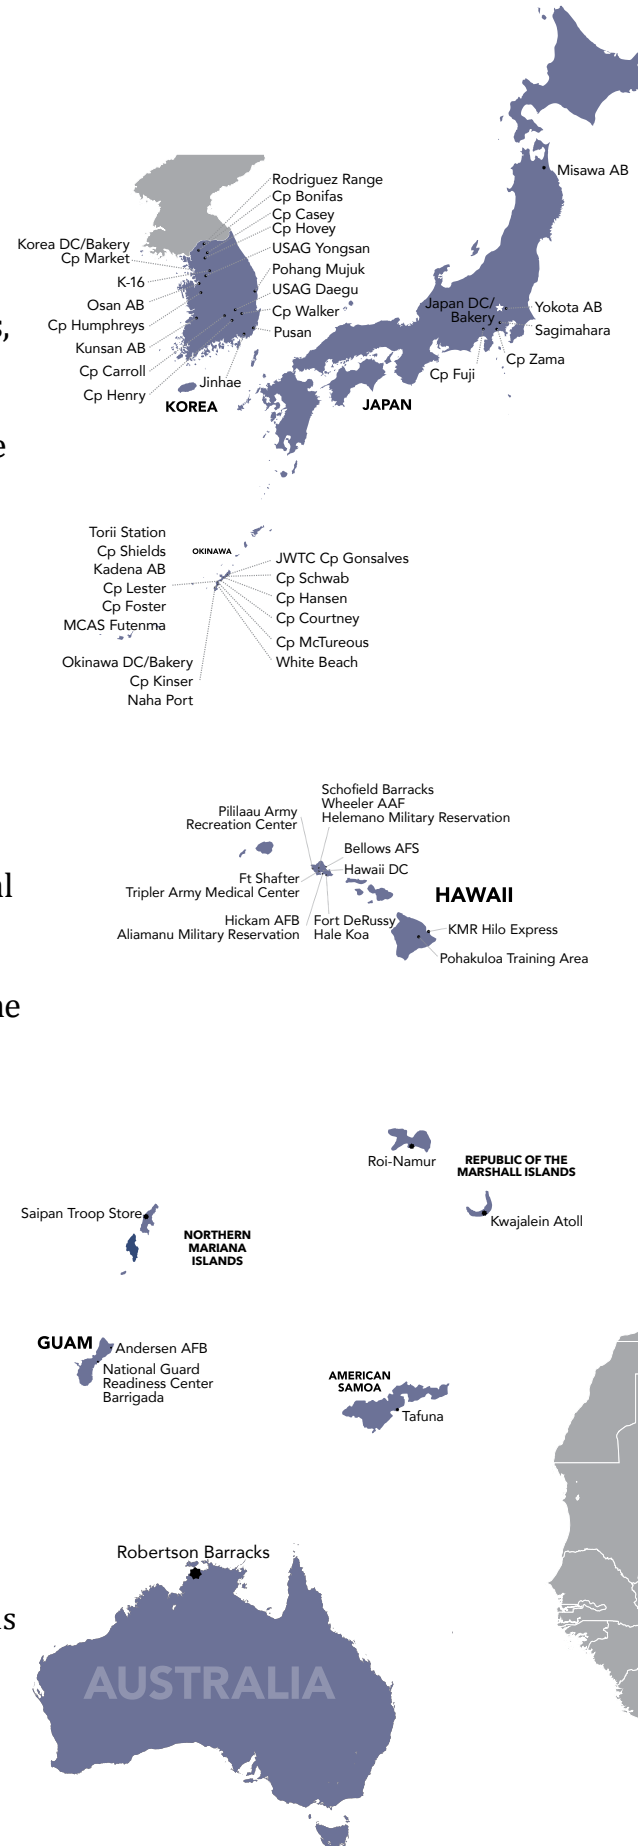 Misawa AB
Rodriguez Range
Cp Bonifas
Cp Casey
Cp Hovey
USAG Yongsan
Pohang Mujuk
USAG Daegu
Cp Walker
Pusan
Korea DC/Bakery
Cp Market
K-16
Osan AB
Cp Humphreys
Kunsan AB
Cp Carroll
Cp Henry
Jinhae
KOREA
Japan DC/
Bakery
Yokota AB
Sagimahara
Cp Zama
Cp Fuji
JAPAN
s,
e
Torii Station
Cp Shields
Kadena AB
Cp Lester
Cp Foster
MCAS Futenma
OKINAWA
JWTC Cp Gonsalves
Cp Schwab
Cp Hansen
Cp Courtney
Cp McTureous
White Beach
Okinawa DC/Bakery
Cp Kinser
Naha Port
Schofield Barracks
Wheeler AAF
Helemano Military Reservation
Pililaau Army
Recreation Center
Bellows AFS
Hawaii DC
Ft Shafter
Tripler Army Medical Center
HAWAII
Hickam AFB
Aliamanu Military Reservation
Fort DeRussy
Hale Koa
KMR Hilo Express
Pohakuloa Training Area
al
ne
Roi-Namur
REPUBLIC OF THE
MARSHALL ISLANDS
Kwajalein Atoll
Saipan Troop Store
NORTHERN
MARIANA
ISLANDS
GUAM
Andersen AFB
National Guard
Readiness Center
Barrigada
AMERICAN
SAMOA
Tafuna
Robertson Barracks
AUSTRALIA